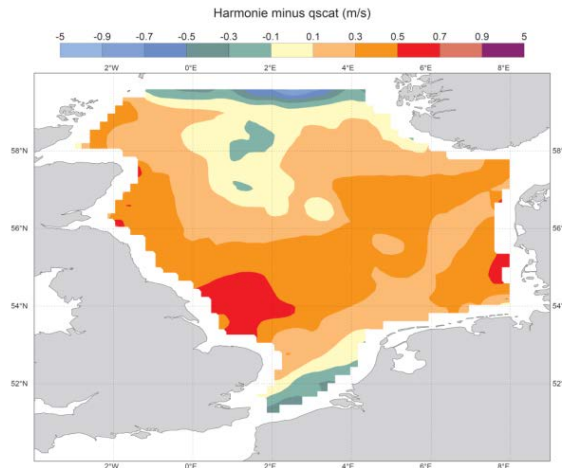 Harmonie minus qscat (m/s)
-5 -0.9 -0.7 -0.5 -0.3 -0.1 0.1 0.3 0.5 0.7 0.9 5
2°W 0°E 2°E 4°E 6°E 8°E
58°N 58°N
56°N 56°N
54°N 54°N
52°N 52°N
2°W 0°E 2°E 4°E 6°E 8°E